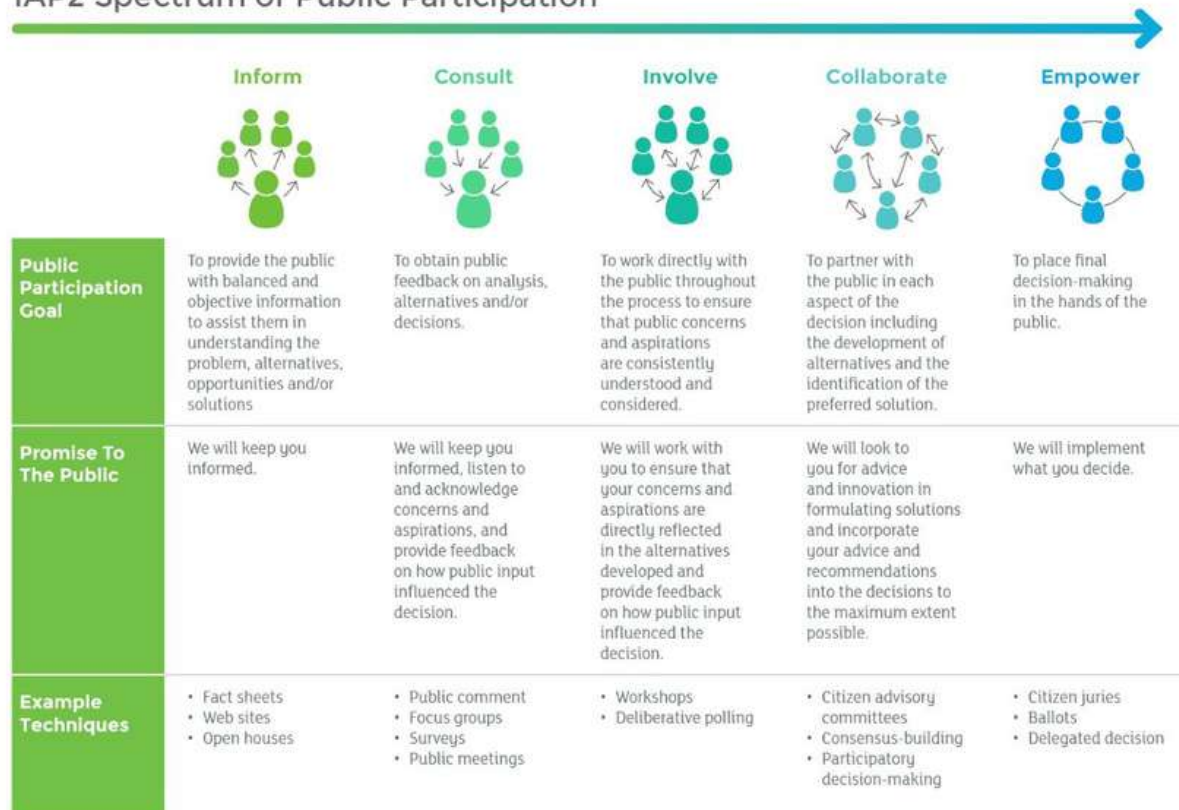 IAP2 Spectrum of Public Participation
Inform
Consult
Involve
Collaborate
Empower
Public
Participation
Goal
To provide the public
with balanced and
objective information
to assist them in
understanding the
problem, alternatives,
opportunities and/or
solutions
To obtain public
feedback on analysis,
alternatives and/or
decisions.
To work directly with
the public throughout
the process to ensure
that public concerns
and aspirations
are consistently
understood and
considered.
To partner with
the public in each
aspect of the
decision including
the development of
alternatives and the
identification of the
preferred solution.
To place final
decision-making
in the hands of the
public.
Promise To
The Public
We will keep you
informed.
We will keep you
informed, listen to
and acknowledge
concerns and
aspirations, and
provide feedback
on how public input
influenced the
decision.
We will work with
you to ensure that
your concerns and
aspirations are
directly reflected
in the alternatives
developed and
provide feedback
on how public input
influenced the
decision.
We will look to
you for advice
and innovation in
formulating solutions
and incorporate
your advice and
recommendations
into the decisions to
the maximum extent
possible.
We will implement
what you decide.
Example
Techniques
• Fact sheets
• Web sites
• Open houses
• Public comment
• Focus groups
• Surveys
• Public meetings
• Workshops
• Deliberative polling
• Citizen advisory
committees
• Consensus-building
• Participatory
decision-making
• Citizen juries
• Ballots
• Delegated decision